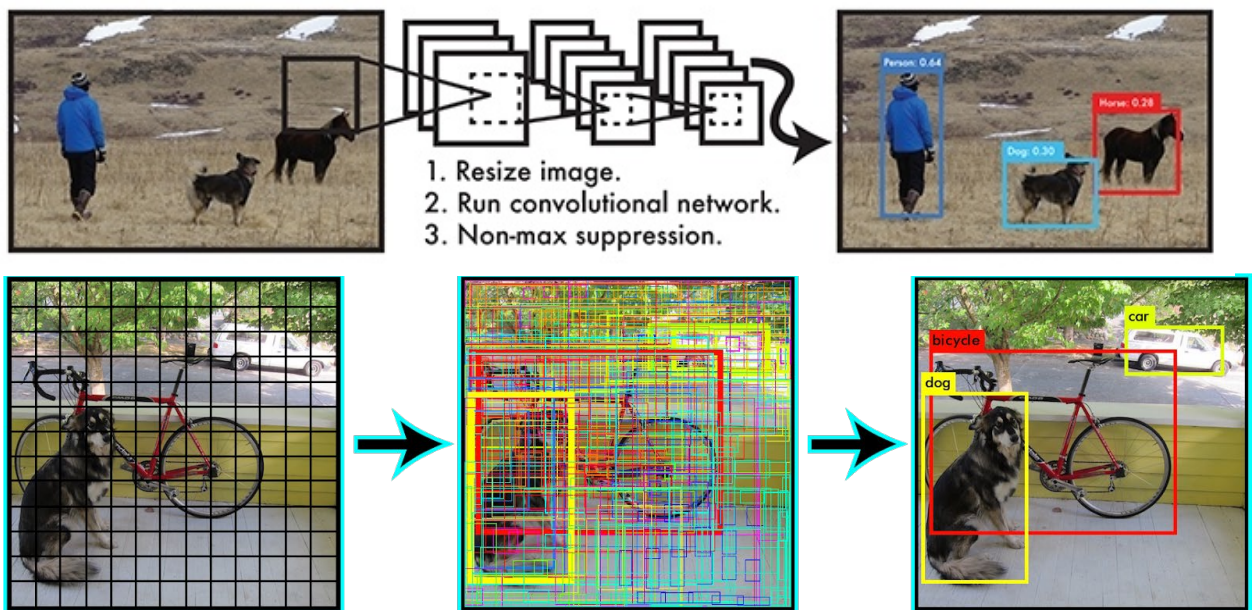 Person: 0.64
Horse: 0.28
Dog: 0.30
1. Resize image.
2. Run convolutional network.
3. Non-max suppression.
car
bicycle
dog